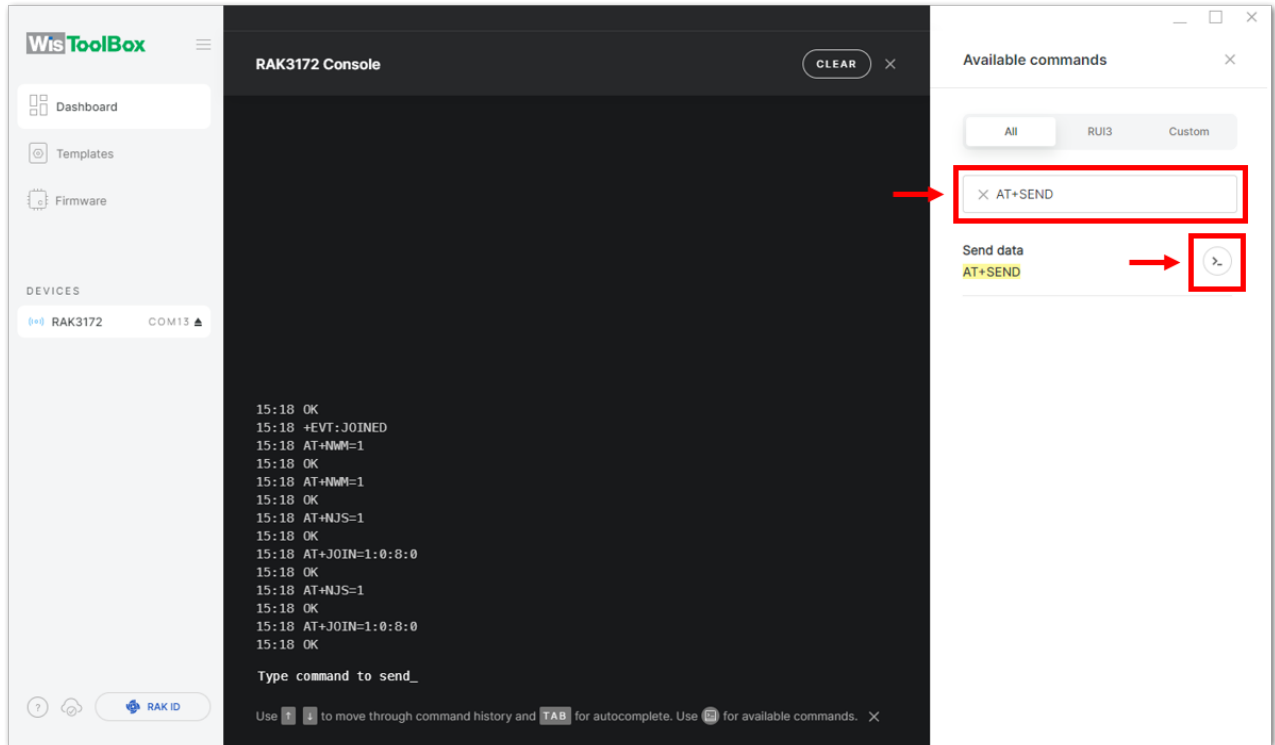 WisToolBox
Dashboard
Templates
Firmware
DEVICES
RAK3172 COM13
RAK ID
RAK3172 Console
CLEAR
15:18 OK
15:18 +EVT:JOINED
15:18 AT+NWM=1
15:18 OK
15:18 AT+NWM=1
15:18 OK
15:18 AT+NJS=1
15:18 OK
15:18 AT+JOIN=1:0:8:0
15:18 OK
15:18 AT+NJS=1
15:18 OK
15:18 AT+JOIN=1:0:8:0
15:18 OK
Type command to send_
Use ↑ ↓ to move through command history and TAB for autocomplete. Use for available commands.
Available commands
All RUI3 Custom
AT+SEND
Send data
AT+SEND